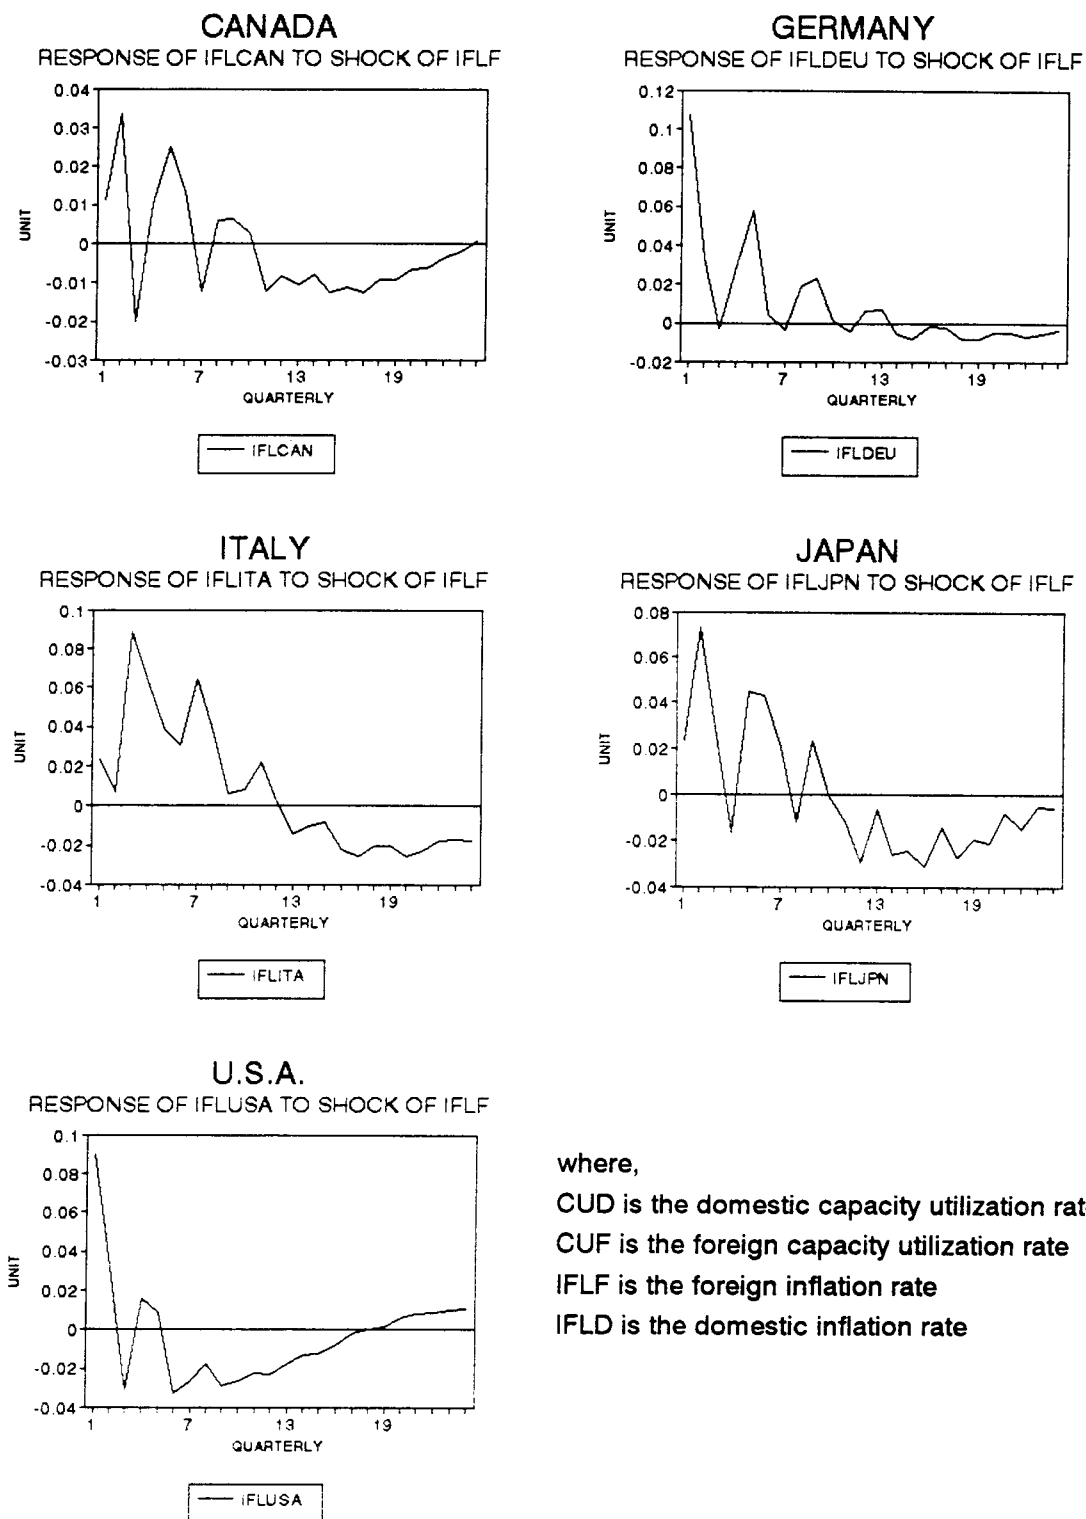 CANADA
RESPONSE OF IFLCAN TO SHOCK OF IFLF
0.04
0.03
0.02
0.01
0
-0.01
-0.02
-0.03
UNIT
1 7 13 19
QUARTERLY
IFLCAN
GERMANY
RESPONSE OF IFLDEU TO SHOCK OF IFLF
0.12
0.1
0.08
0.06
0.04
0.02
0
-0.02
UNIT
1 7 13 19
QUARTERLY
IFLDEU
ITALY
RESPONSE OF IFLITA TO SHOCK OF IFLF
0.1
0.08
0.06
0.04
0.02
0
-0.02
-0.04
UNIT
1 7 13 19
QUARTERLY
IFLITA
JAPAN
RESPONSE OF IFLJPN TO SHOCK OF IFLF
0.08
0.06
0.04
0.02
0
-0.02
-0.04
UNIT
1 7 13 19
QUARTERLY
IFLJPN
U.S.A.
RESPONSE OF IFLUSA TO SHOCK OF IFLF
0.1
0.08
0.06
0.04
0.02
0
-0.02
-0.04
UNIT
1 7 13 19
QUARTERLY
IFLUSA
where,
CUD is the domestic capacity utilization rat
CUF is the foreign capacity utilization rate
IFLF is the foreign inflation rate
IFLD is the domestic inflation rate